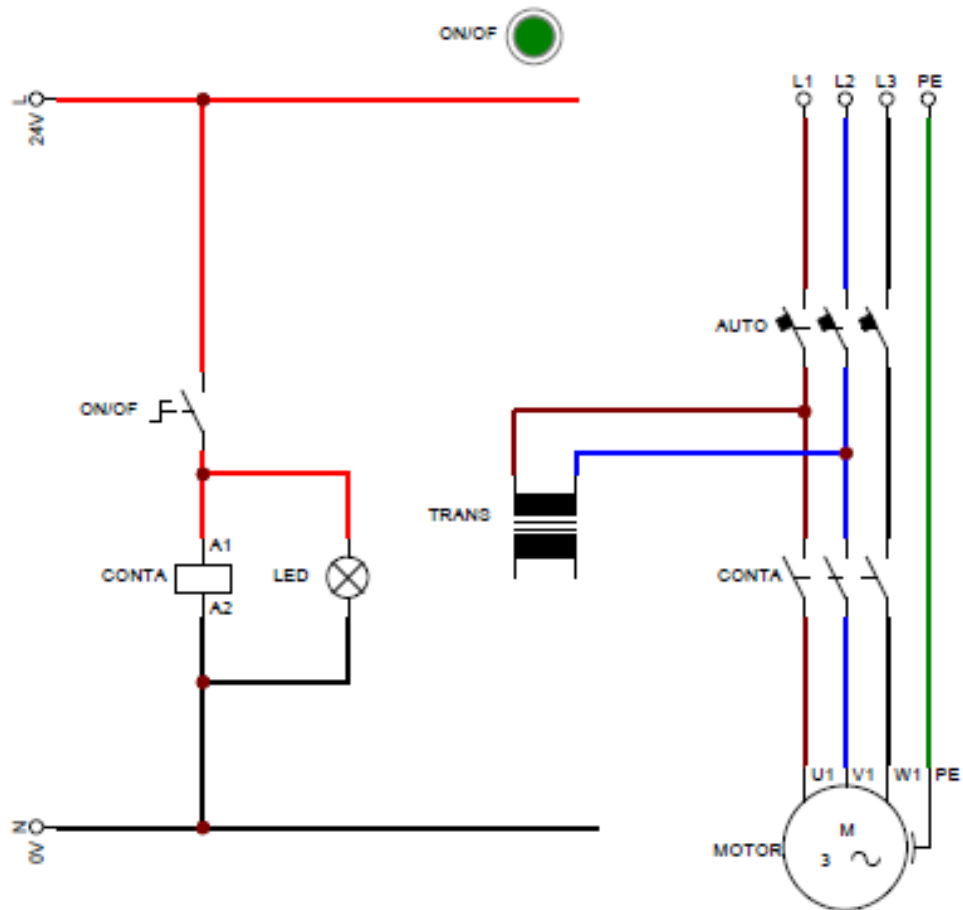 ON/OF
L1 L2 L3 PE
L
24V
AUTO
ON/OF
TRANS
A1
CONTA
LED
CONTA
A2
U1 V1 W1 PE
N
0V
M
MOTOR
3